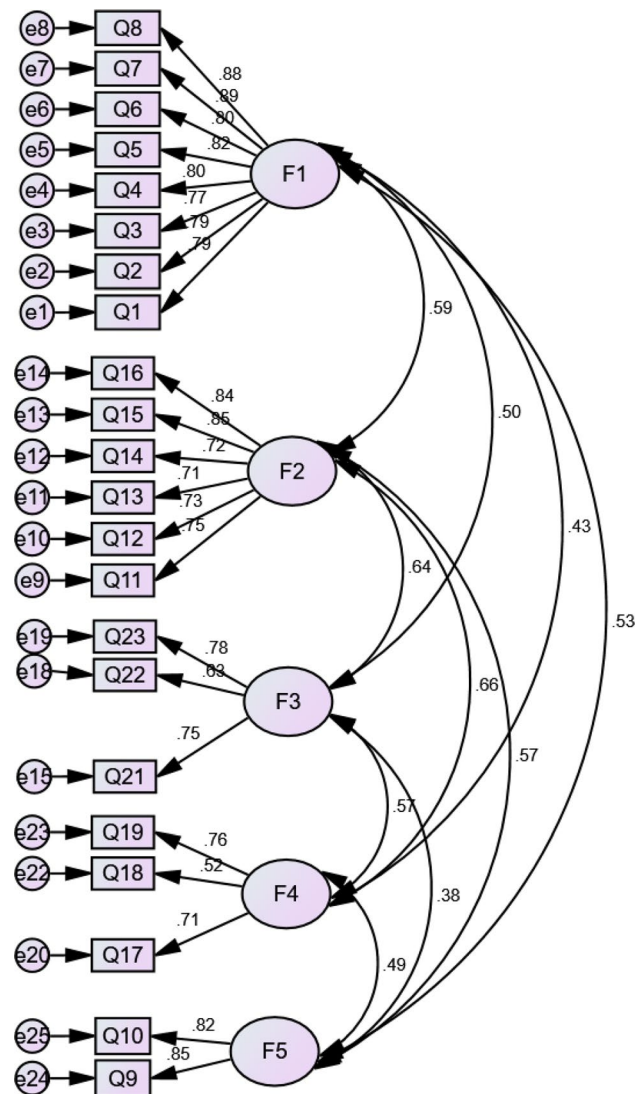 e8 Q8
.88
e7 Q7
.89
e6 Q6
.80
e5 Q5
.82
F1
e4 Q4
.80
.77
e3 Q3
.79
e2 Q2
.79
e1 Q1
.59
e14 Q16
.84
e13 Q15
.85
.50
e12 Q14
.72
F2
e11 Q13
.71
.73
e10 Q12
.75
.43
e9 Q11
.64
.53
e19 Q23
.78
e18 Q22
.63
F3
.66
.75
.57
e15 Q21
.57
e23 Q19
.76
e22 Q18
.52
F4
.38
.71
e20 Q17
.49
e25 Q10
.82
F5
.85
e24 Q9